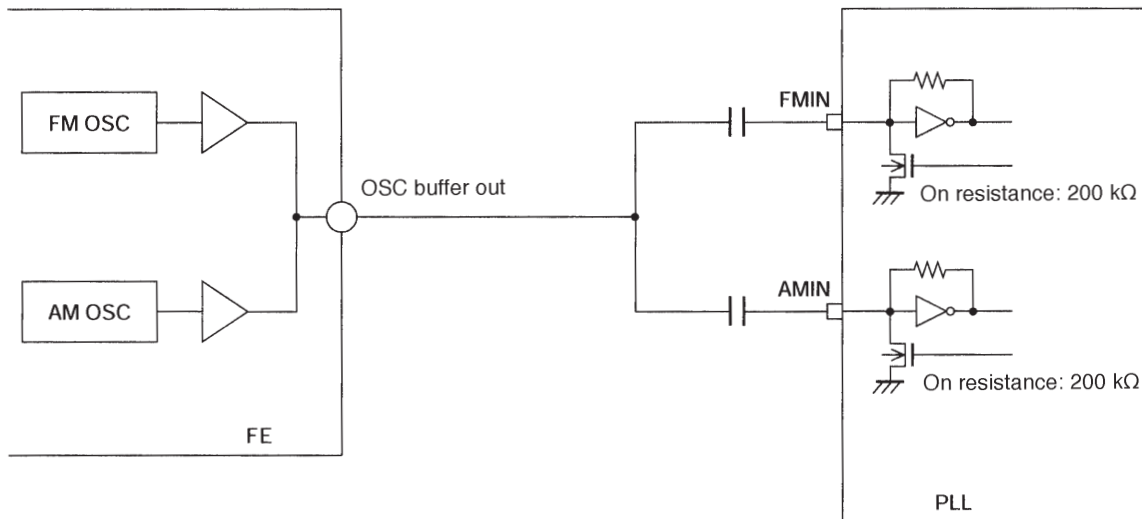 FM OSC
FMIN
OSC buffer out
On resistance: 200 kΩ
AMIN
AM OSC
On resistance: 200 kΩ
FE
PLL